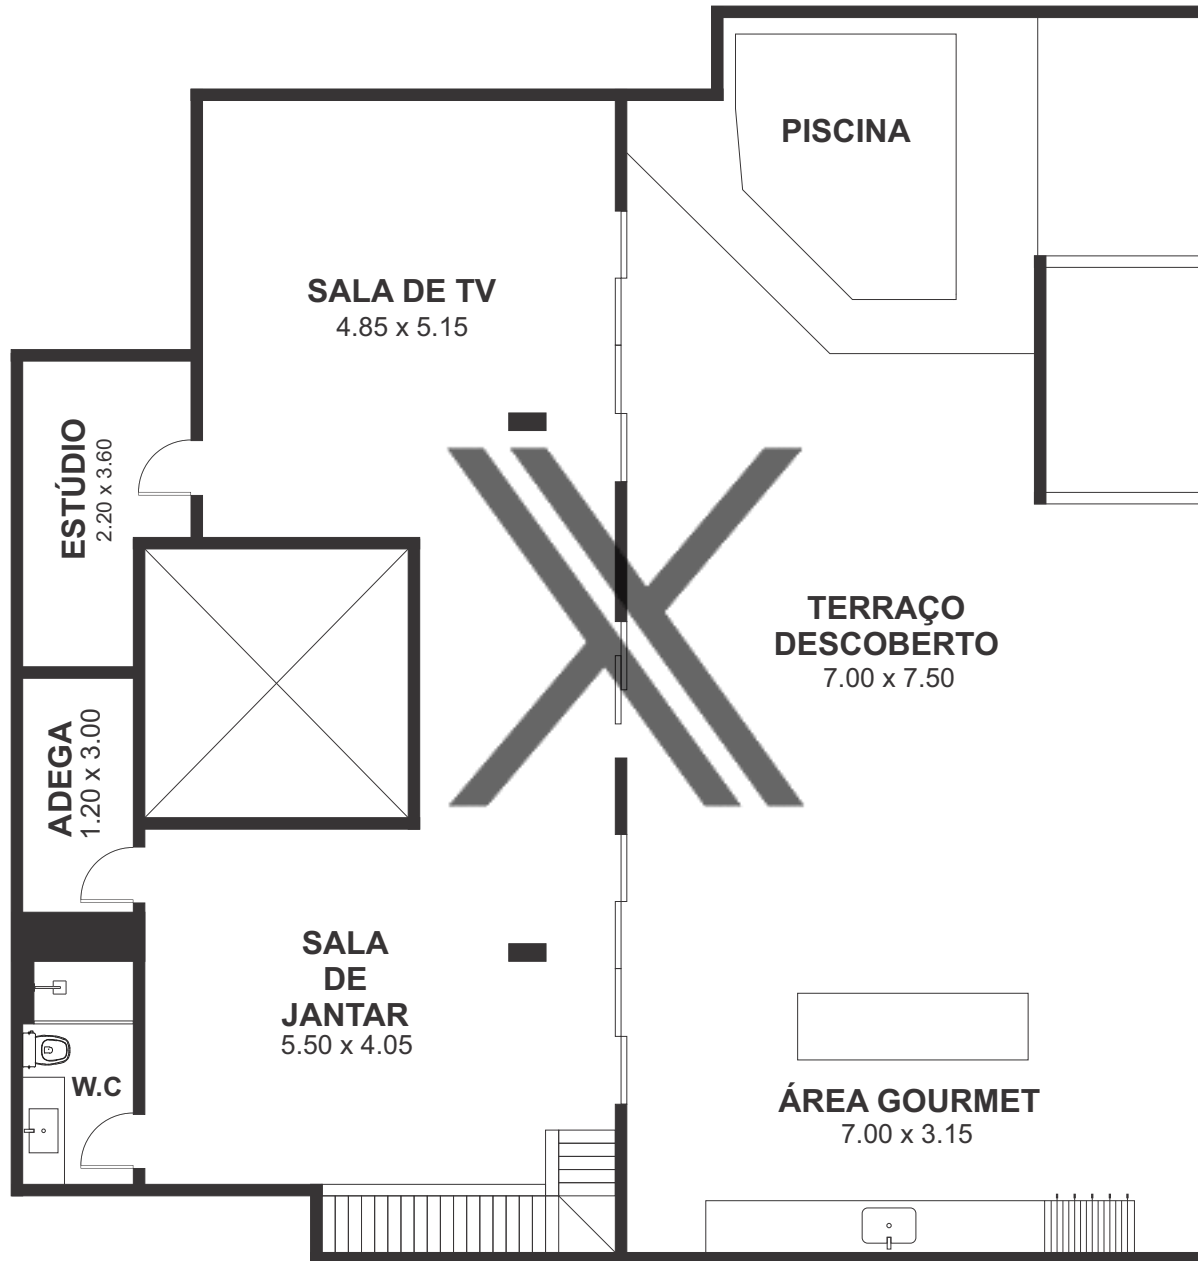 PISCINA
SALA DE TV
4.85 x 5.15
ESTÚDIO
2.20 x 3.60
TERRAÇO
DESCOBERTO
7.00 x 7.50
ADEGA
1.20 x 3.00
SALA
DE
JANTAR
5.50 x 4.05
W.C
ÁREA GOURMET
7.00 x 3.15